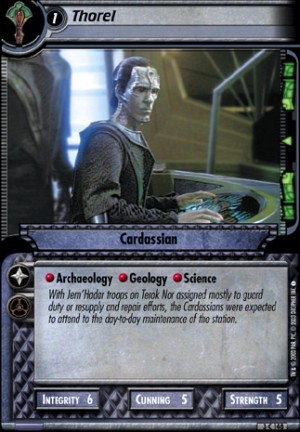 1 Thorel
Cardassian
Archaeology Geology Science
With Jem'Hadar troops on Terok Nor assigned mostly to guard
duty or resupply and repair efforts, the Cardassians were expected
to attend to the day-to-day maintenance of the station.
INTEGRITY 6 CUNNING 5 STRENGTH 5